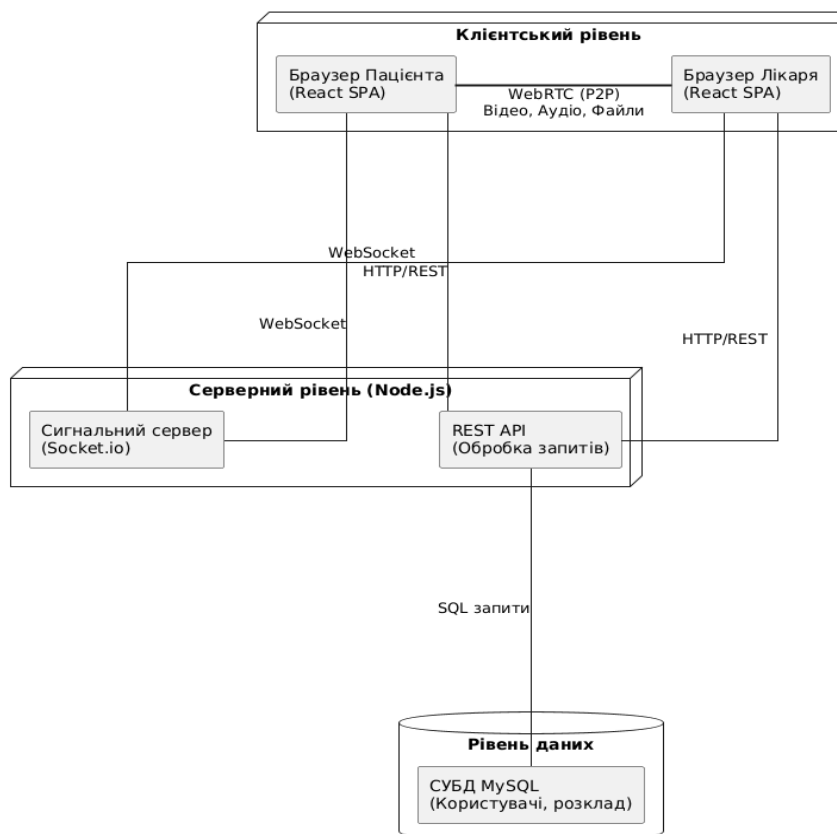 Клієнтський рівень
Браузер Пацієнта
(React SPA)
WebRTC (P2P)
Відео, Аудіо, Файли
Браузер Лікаря
(React SPA)
WebSocket
HTTP/REST
WebSocket
HTTP/REST
Серверний рівень (Node.js)
Сигнальний сервер
(Socket.io)
REST API
(Обробка запитів)
SQL запити
Рівень даних
СУБД MySQL
(Користувачі, розклад)